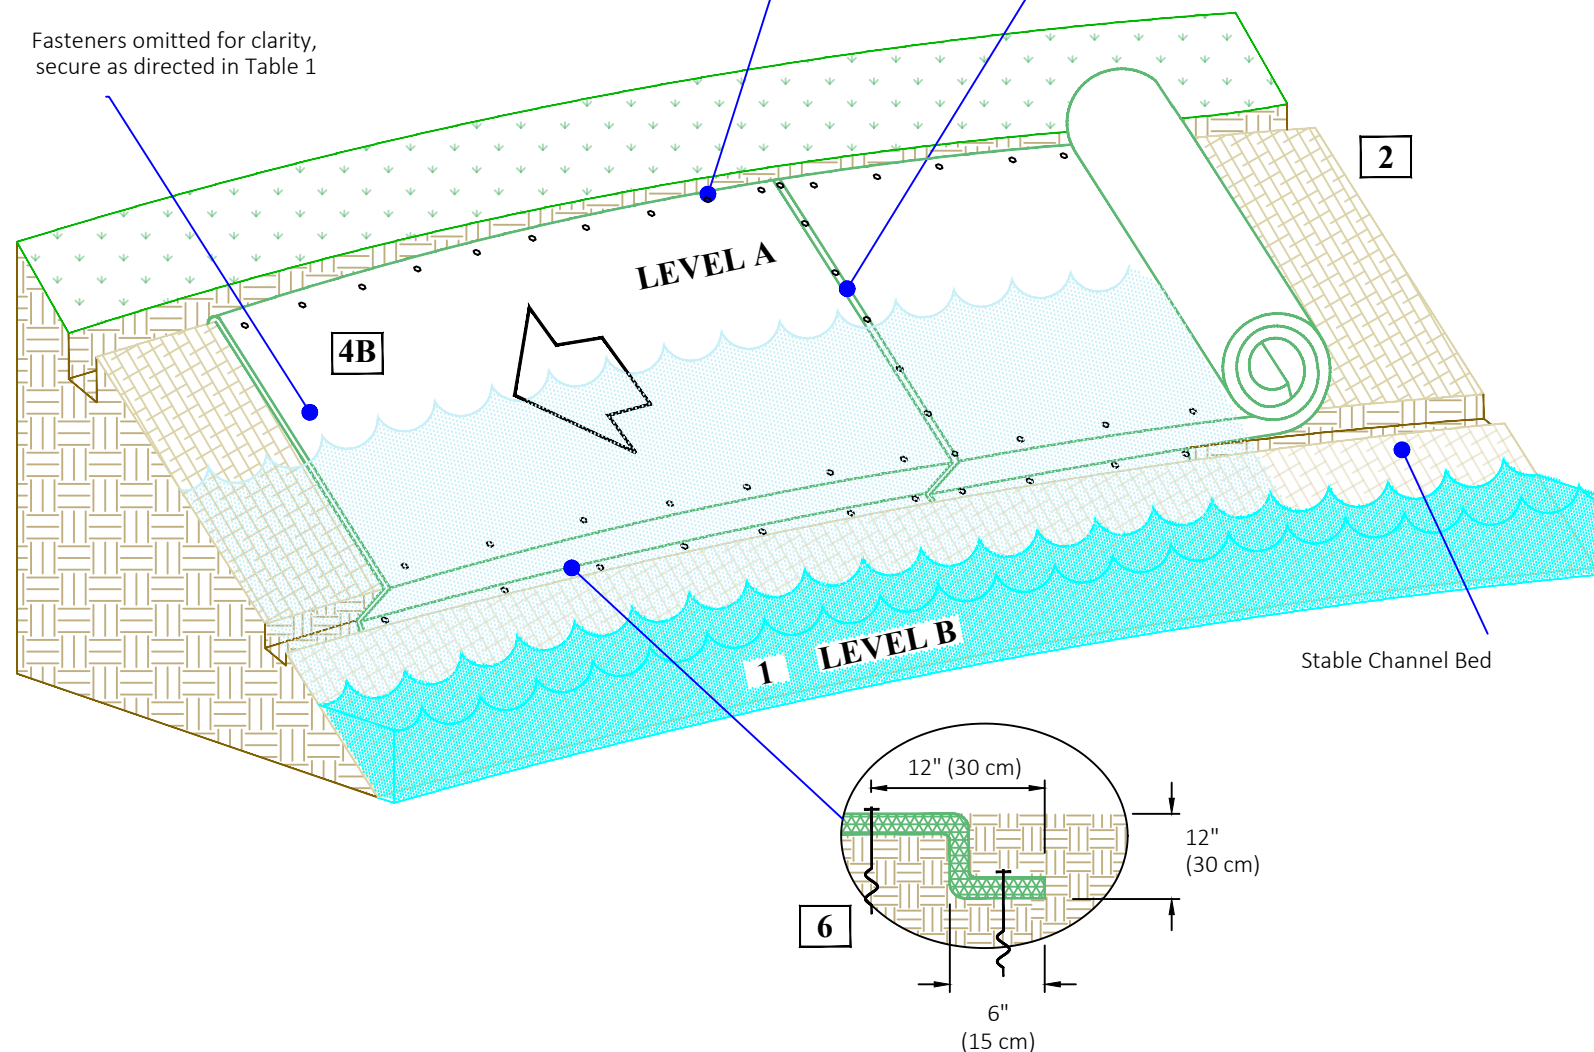 Fasteners omitted for clarity,
secure as directed in Table 1
2
LEVEL A
4B
1 LEVEL B
Stable Channel Bed
12" (30 cm)
12"
(30 cm)
6
6"
(15 cm)